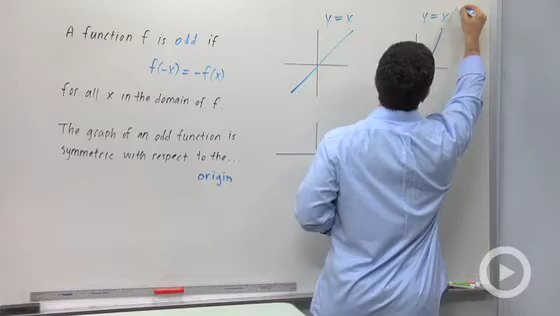 A function f is odd if
f(-x) = -f(x)
for all x in the domain of f.
The graph of an odd function is
symmetric with respect to the...
origin
y = x
y = x